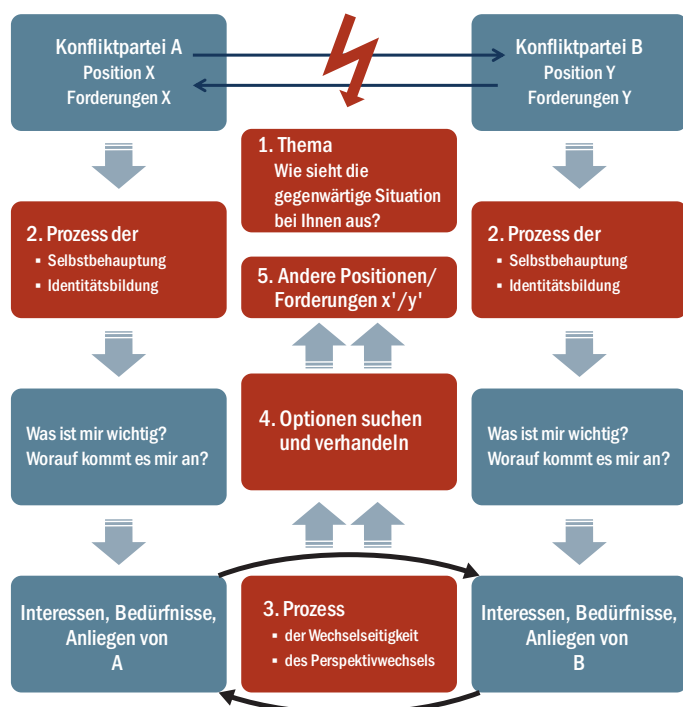 Konfliktpartei A
Position X
Forderungen X
Konfliktpartei B
Position Y
Forderungen Y
1. Thema
Wie sieht die
gegenwärtige Situation
bei Ihnen aus?
2. Prozess der
▪ Selbstbehauptung
▪ Identitätsbildung
5. Andere Positionen/
Forderungen x'/y'
2. Prozess der
▪ Selbstbehauptung
▪ Identitätsbildung
Was ist mir wichtig?
Worauf kommt es mir an?
4. Optionen suchen
und verhandeln
Was ist mir wichtig?
Worauf kommt es mir an?
Interessen, Bedürfnisse,
Anliegen von
A
3. Prozess
▪ der Wechselseitigkeit
▪ des Perspektivwechsels
Interessen, Bedürfnisse,
Anliegen von
B